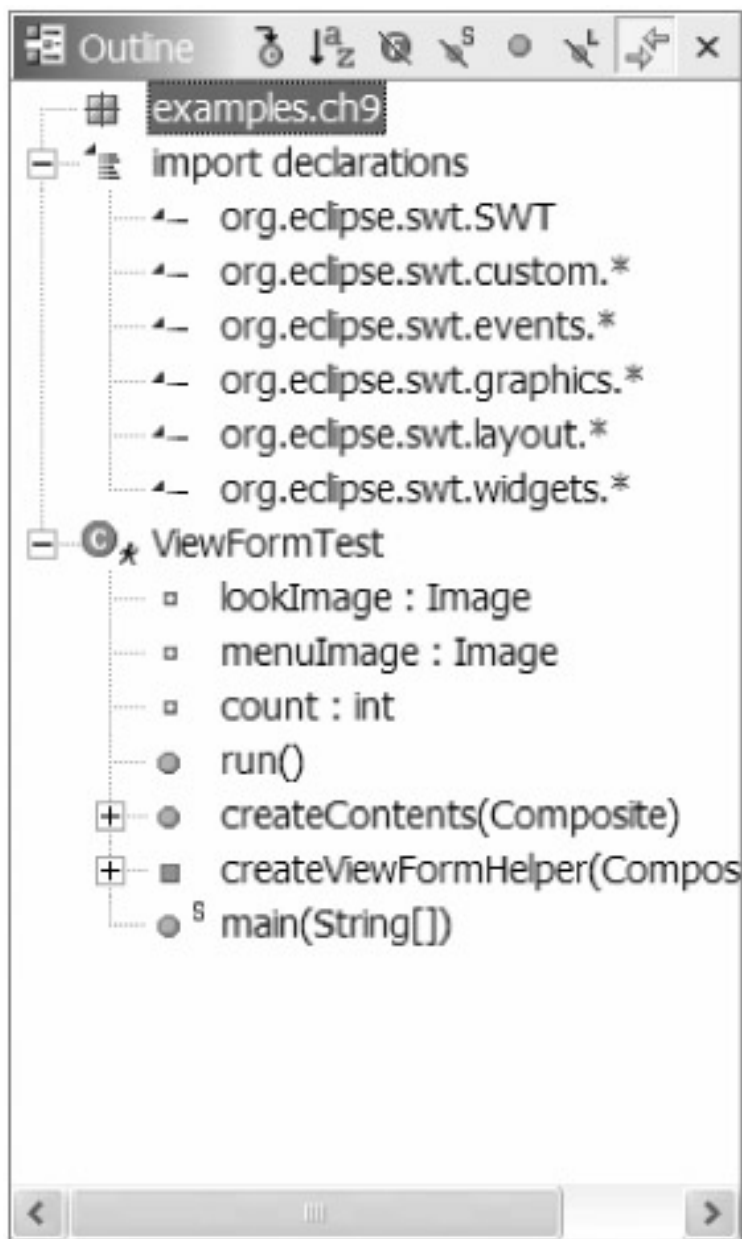 Outline
examples.ch9
import declarations
org.eclipse.swt.SWT
org.eclipse.swt.custom.*
org.eclipse.swt.events.*
org.eclipse.swt.graphics.*
org.eclipse.swt.layout.*
org.eclipse.swt.widgets.*
ViewFormTest
lookImage : Image
menuImage : Image
count : int
run()
createContents(Composite)
createViewFormHelper(Compos
S main(String[])